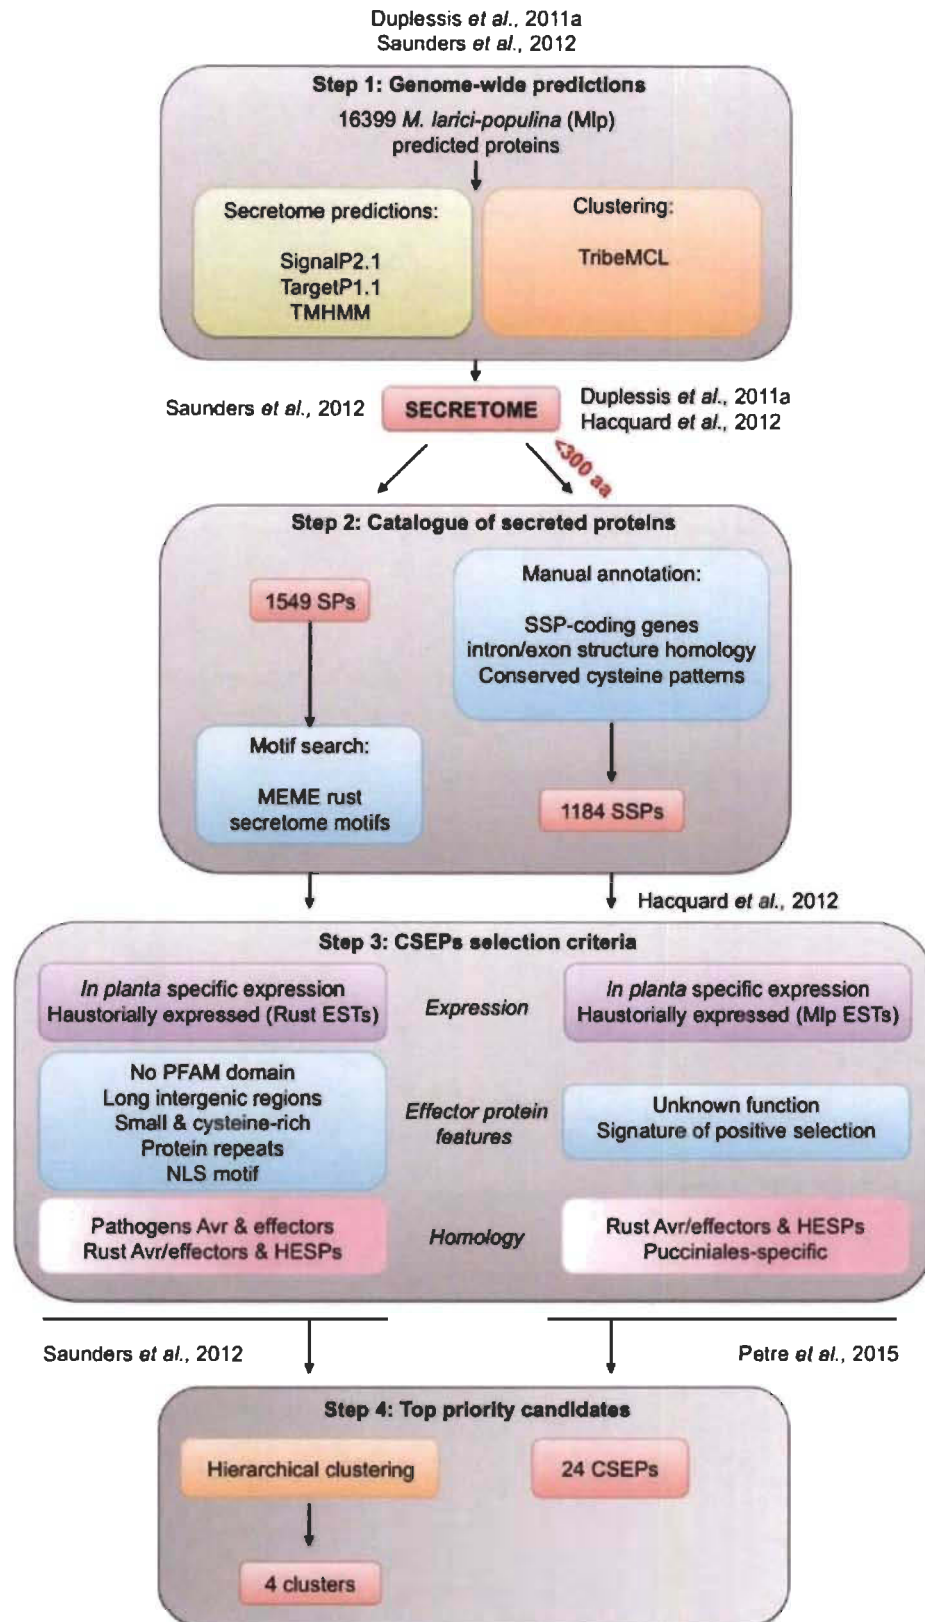 Duplessis et al., 2011a
Saunders et al., 2012
Step 1: Genome-wide predictions
16399 M. larici-populina (Mlp)
predicted proteins
Secretome predictions:
SignalP2.1
TargetP1.1
TMHMM
Clustering:
TribeMCL
Saunders et al., 2012
SECRETOME
Duplessis et al., 2011a
Hacquard et al., 2012
<300 aa
Step 2: Catalogue of secreted proteins
1549 SPs
Motif search:
MEME rust
secretome motifs
Manual annotation:
SSP-coding genes
intron/exon structure homology
Conserved cysteine patterns
1184 SSPs
Hacquard et al., 2012
Step 3: CSEPs selection criteria
In planta specific expression
Haustorially expressed (Rust ESTs)
Expression
In planta specific expression
Haustorially expressed (Mlp ESTs)
No PFAM domain
Long intergenic regions
Small & cysteine-rich
Protein repeats
NLS motif
Effector protein
features
Unknown function
Signature of positive selection
Pathogens Avr & effectors
Rust Avr/effectors & HESPs
Homology
Rust Avr/effectors & HESPs
Pucciniales-specific
Saunders et al., 2012
Petre et al., 2015
Step 4: Top priority candidates
Hierarchical clustering
4 clusters
24 CSEPs